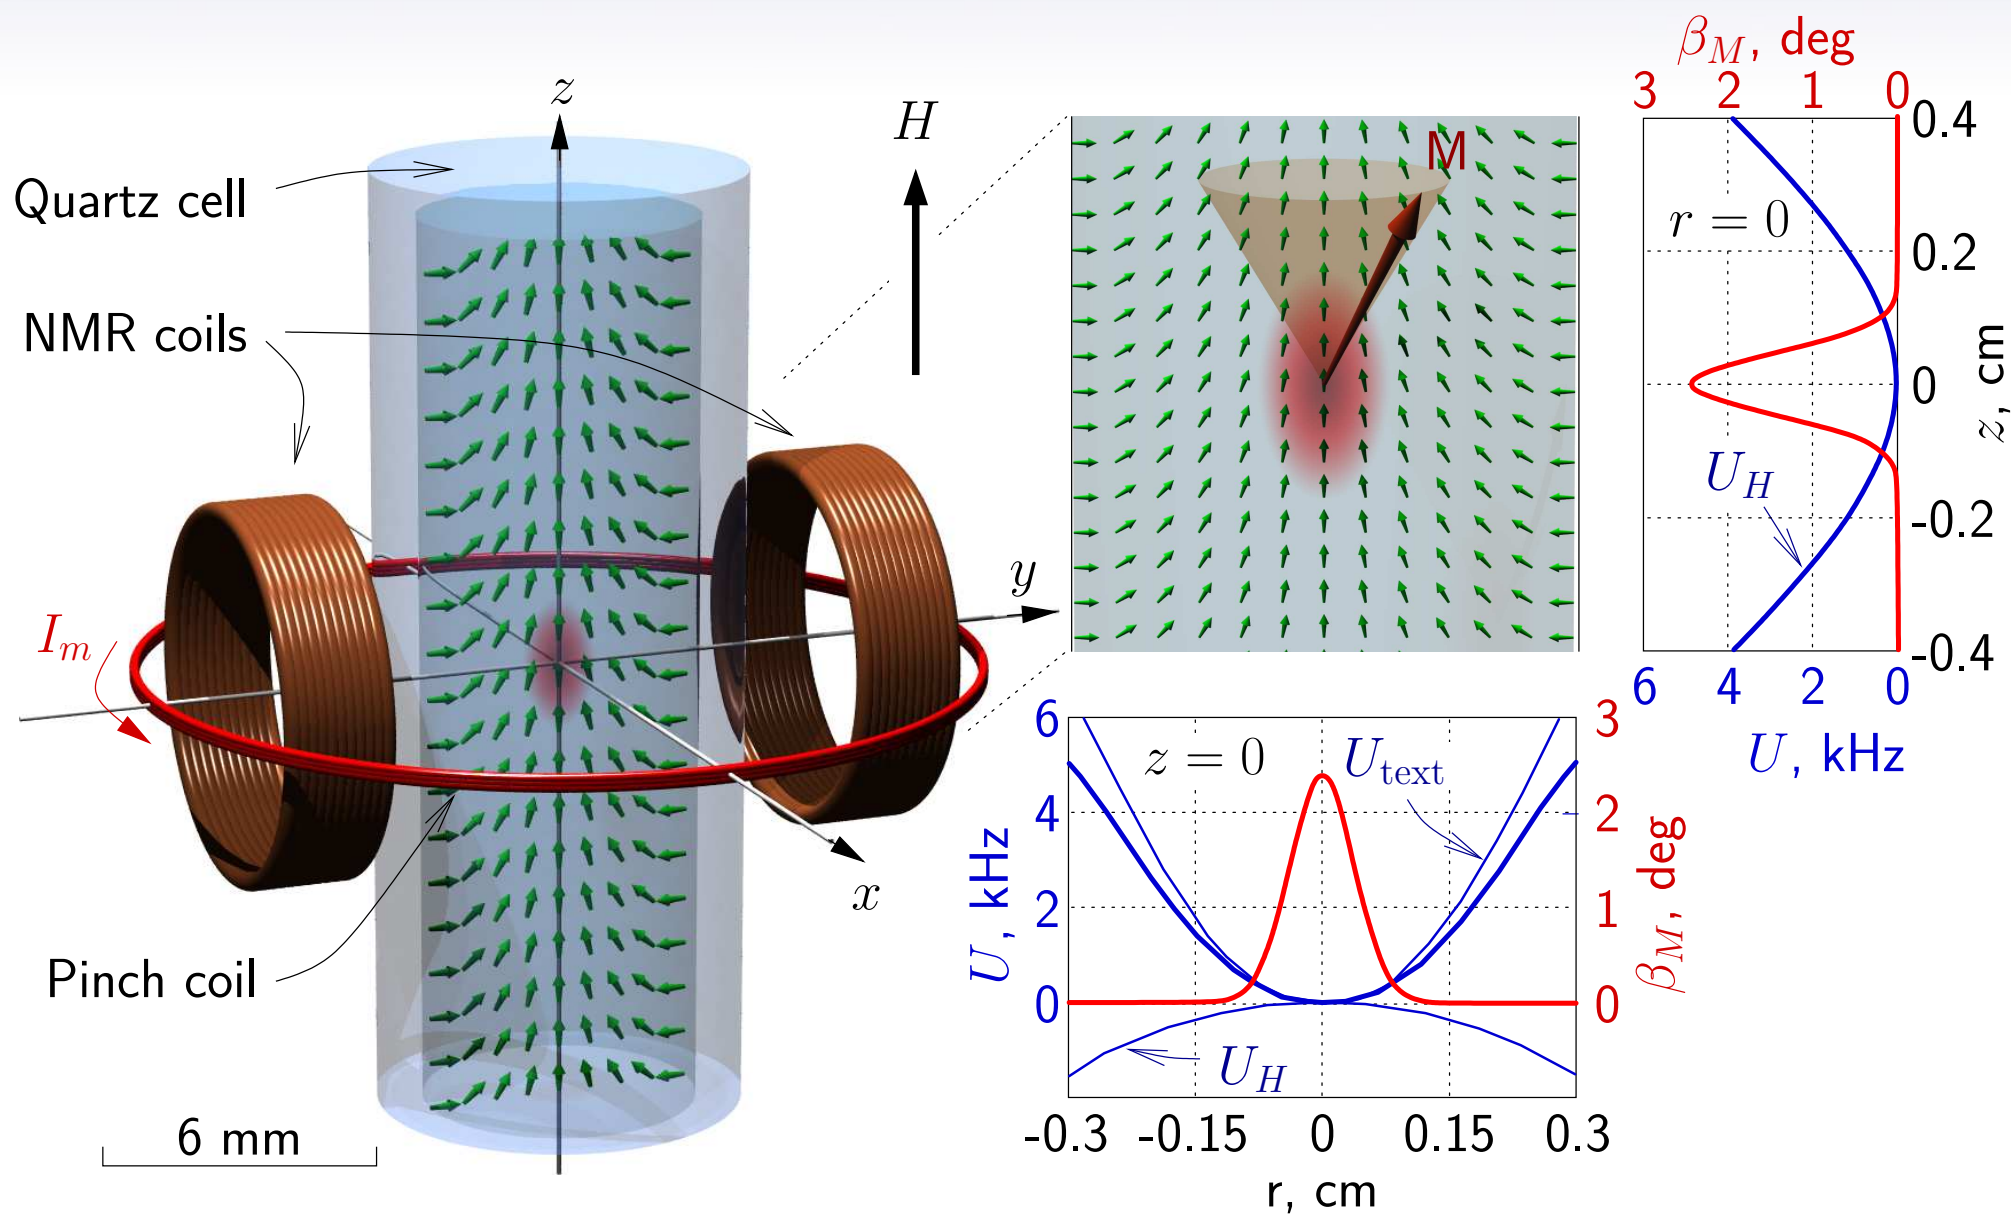 z
H
Quartz cell
NMR coils
I_m
y
x
Pinch coil
6 mm
M
β_M, deg
3 2 1 0
r = 0
U_H
0.4
0.2
0
-0.2
-0.4
z, cm
6 4 2 0
U, kHz
z = 0
U_text
U_H
6
4
2
0
U, kHz
3
2
1
0
β_M, deg
-0.3 -0.15 0 0.15 0.3
r, cm